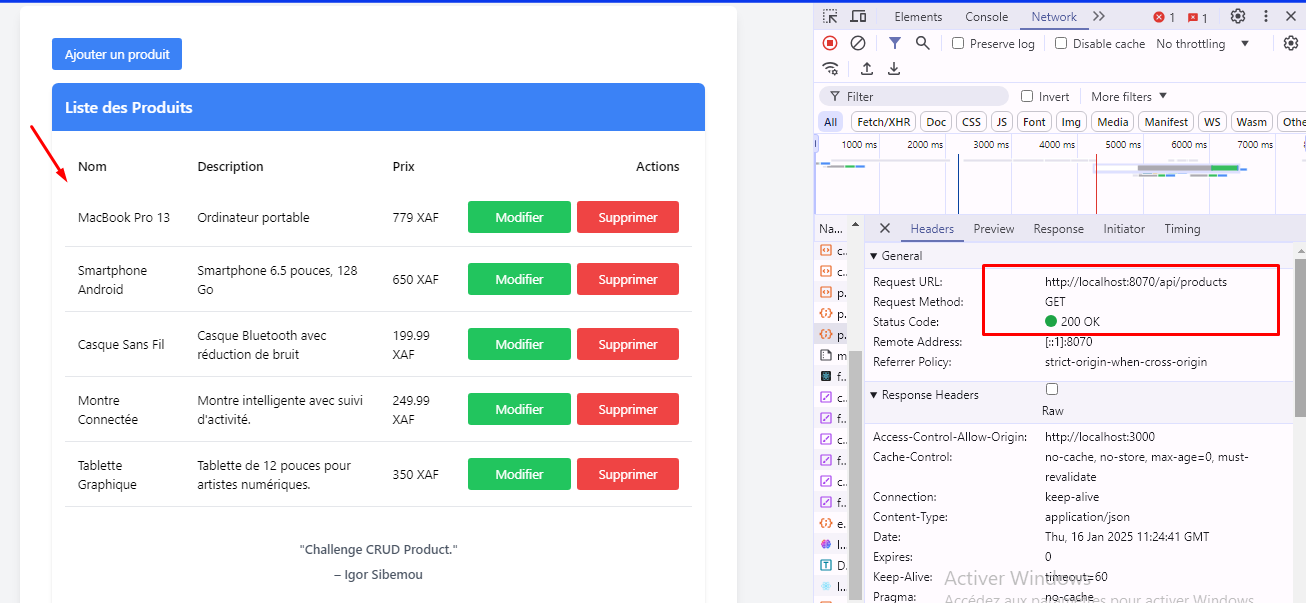 Ajouter un produit
Liste des Produits
Nom Description Prix Actions
MacBook Pro 13 Ordinateur portable 779 XAF Modifier Supprimer
Smartphone Android
Smartphone 6.5 pouces, 128 Go
650 XAF Modifier Supprimer
Casque Sans Fil
Casque Bluetooth avec
réduction de bruit
199.99
XAF
Modifier Supprimer
Montre
Connectée
Montre intelligente avec suivi
d'activité.
249.99
XAF
Modifier Supprimer
Tablette
Graphique
Tablette de 12 pouces pour
artistes numériques.
350 XAF Modifier Supprimer
"Challenge CRUD Product."
– Igor Sibemou
Elements Console Network 1 1
Preserve log Disable cache No throttling
Filter Invert More filters
All Fetch/XHR Doc CSS JS Font Img Media Manifest WS Wasm Othe
1000 ms 2000 ms 3000 ms 4000 ms 5000 ms 6000 ms 7000 ms
Na... Headers Preview Response Initiator Timing
c..
c..
p.
p.
p.
m
f..
c..
f..
c..
f..
c..
f..
e.
I..
D.
I..
General
Request URL: http://localhost:8070/api/products
Request Method: GET
Status Code: 200 OK
Remote Address: [::1]:8070
Referrer Policy: strict-origin-when-cross-origin
Response Headers
Raw
Access-Control-Allow-Origin: http://localhost:3000
Cache-Control: no-cache, no-store, max-age=0, must-
revalidate
Connection: keep-alive
Content-Type: application/json
Date: Thu, 16 Jan 2025 11:24:41 GMT
Expires: 0
Keep-Alive: timeout=60
Pragma: no-cache
Activer Windows
Accédez aux paramètres pour activer Windows.